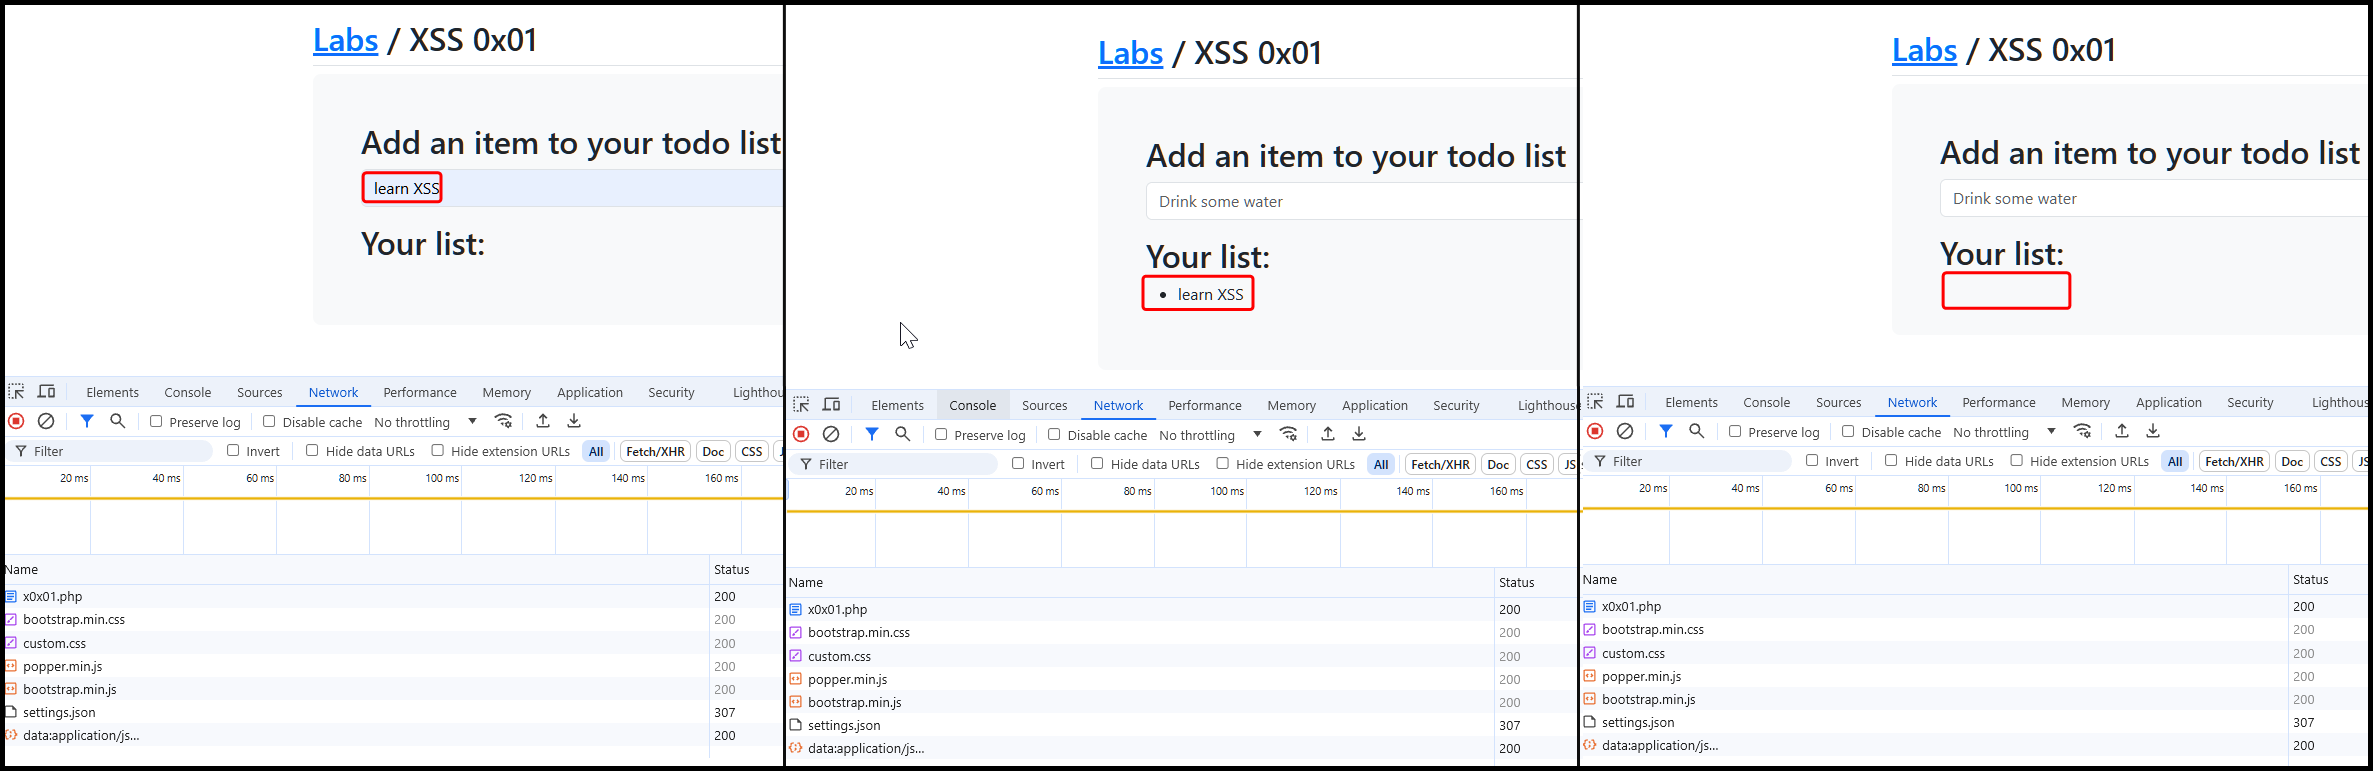 Labs / XSS 0x01
Add an item to your todo list
learn XSS
Your list:
Elements Console Sources Network Performance Memory Application Security Lighthou
Preserve log Disable cache No throttling
Filter Invert Hide data URLs Hide extension URLs All Fetch/XHR Doc CSS J
20 ms 40 ms 60 ms 80 ms 100 ms 120 ms 140 ms 160 ms
Name Status
x0x01.php 200
bootstrap.min.css 200
custom.css 200
popper.min.js 200
bootstrap.min.js 200
settings.json 307
data:application/js... 200
Labs / XSS 0x01
Add an item to your todo list
Drink some water
Your list:
• learn XSS
Elements Console Sources Network Performance Memory Application Security Lighthouse
Preserve log Disable cache No throttling
Filter Invert Hide data URLs Hide extension URLs All Fetch/XHR Doc CSS JS
20 ms 40 ms 60 ms 80 ms 100 ms 120 ms 140 ms 160 ms
Name Status
x0x01.php 200
bootstrap.min.css 200
custom.css 200
popper.min.js 200
bootstrap.min.js 200
settings.json 307
data:application/js... 200
Labs / XSS 0x01
Add an item to your todo list
Drink some water
Your list:
Elements Console Sources Network Performance Memory Application Security Lighthous
Preserve log Disable cache No throttling
Filter Invert Hide data URLs Hide extension URLs All Fetch/XHR Doc CSS JS
20 ms 40 ms 60 ms 80 ms 100 ms 120 ms 140 ms 160 ms
Name Status
x0x01.php 200
bootstrap.min.css 200
custom.css 200
popper.min.js 200
bootstrap.min.js 200
settings.json 307
data:application/js... 200